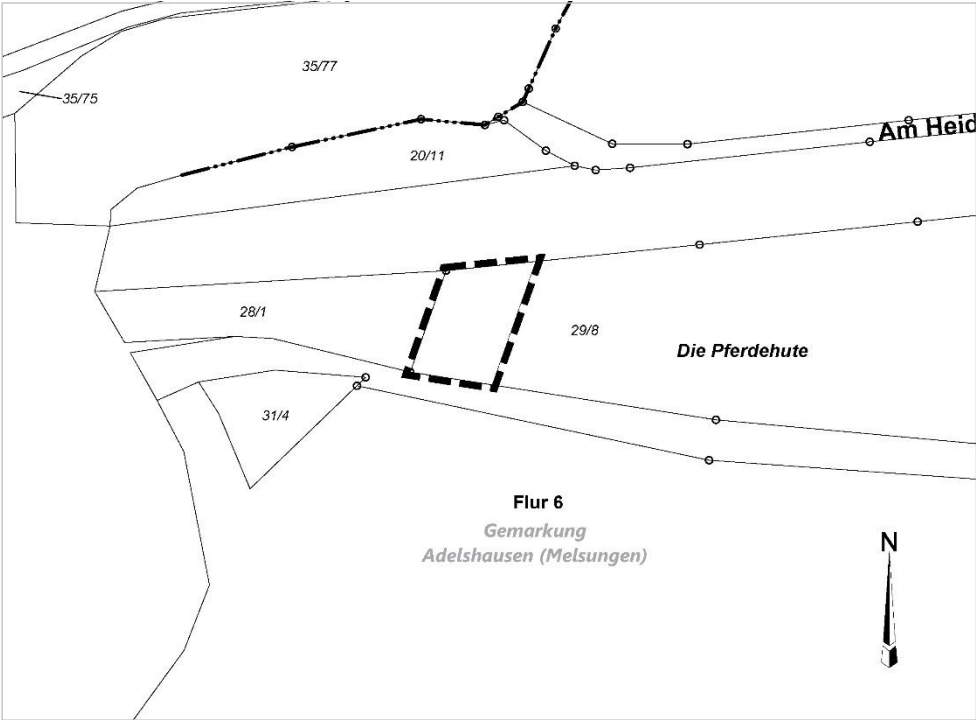 35/77
35/75
Am Heid
20/11
28/1
29/8
Die Pferdehute
31/4
Flur 6
Gemarkung
Adelshausen (Melsungen)
N